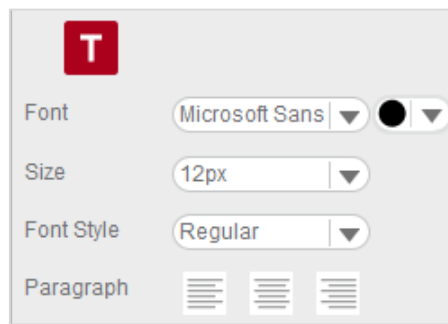 T
Font Microsoft Sans
Size 12px
Font Style Regular
Paragraph